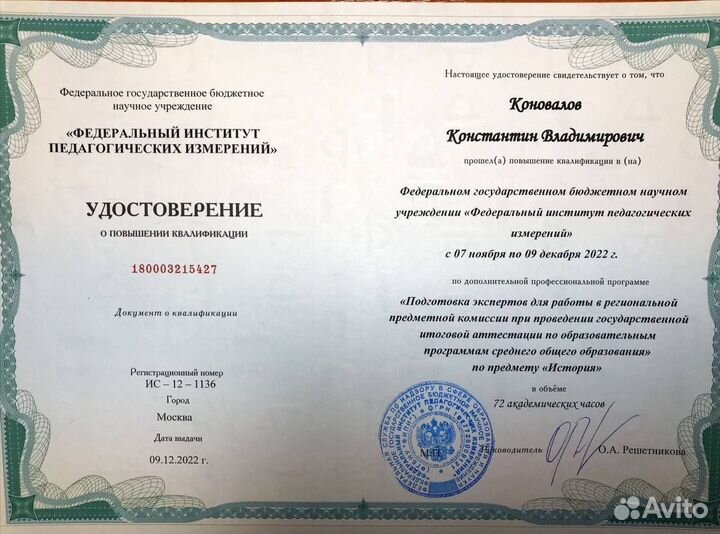 Федеральное государственное бюджетное
научное учреждение
«ФЕДЕРАЛЬНЫЙ ИНСТИТУТ
ПЕДАГОГИЧЕСКИХ ИЗМЕРЕНИЙ»
УДОСТОВЕРЕНИЕ
О ПОВЫШЕНИИ КВАЛИФИКАЦИИ
180003215427
Документ о квалификации
Регистрационный номер
ИС – 12 – 1136
Город
Москва
Дата выдачи
09.12.2022 г.
Настоящее удостоверение свидетельствует о том, что
Коновалов
Константин Владимирович
прошел(а) повышение квалификации в (на)
Федеральном государственном бюджетном научном
учреждении «Федеральный институт педагогических
измерений»
с 07 ноября по 09 декабря 2022 г.
по дополнительной профессиональной программе
«Подготовка экспертов для работы в региональной
предметной комиссии при проведении государственной
итоговой аттестации по образовательным
программам среднего общего образования»
по предмету «История»
в объёме
72 академических часов
М.П.
Руководитель
О.А. Решетникова
Avito